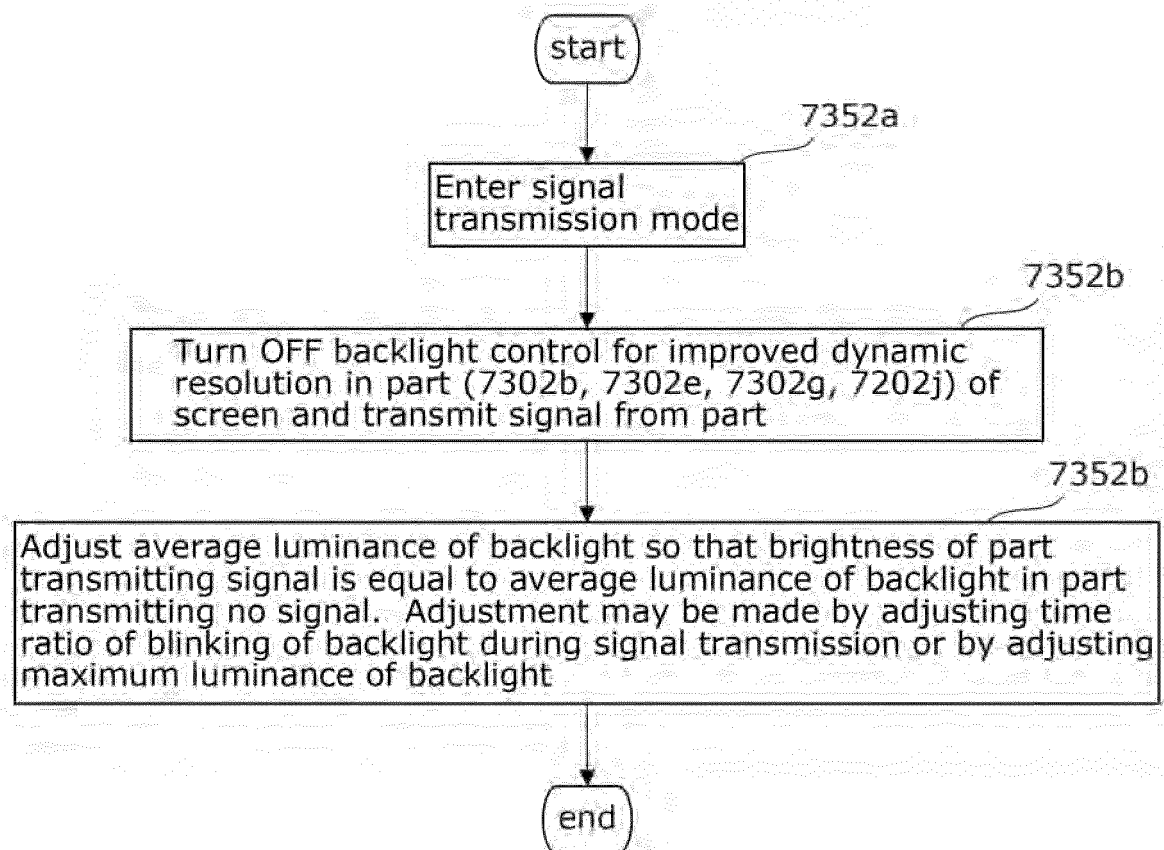 start
7352a
Enter signal
transmission mode
7352b
Turn OFF backlight control for improved dynamic
resolution in part (7302b, 7302e, 7302g, 7202j) of
screen and transmit signal from part
7352b
Adjust average luminance of backlight so that brightness of part
transmitting signal is equal to average luminance of backlight in part
transmitting no signal.  Adjustment may be made by adjusting time
ratio of blinking of backlight during signal transmission or by adjusting
maximum luminance of backlight
end